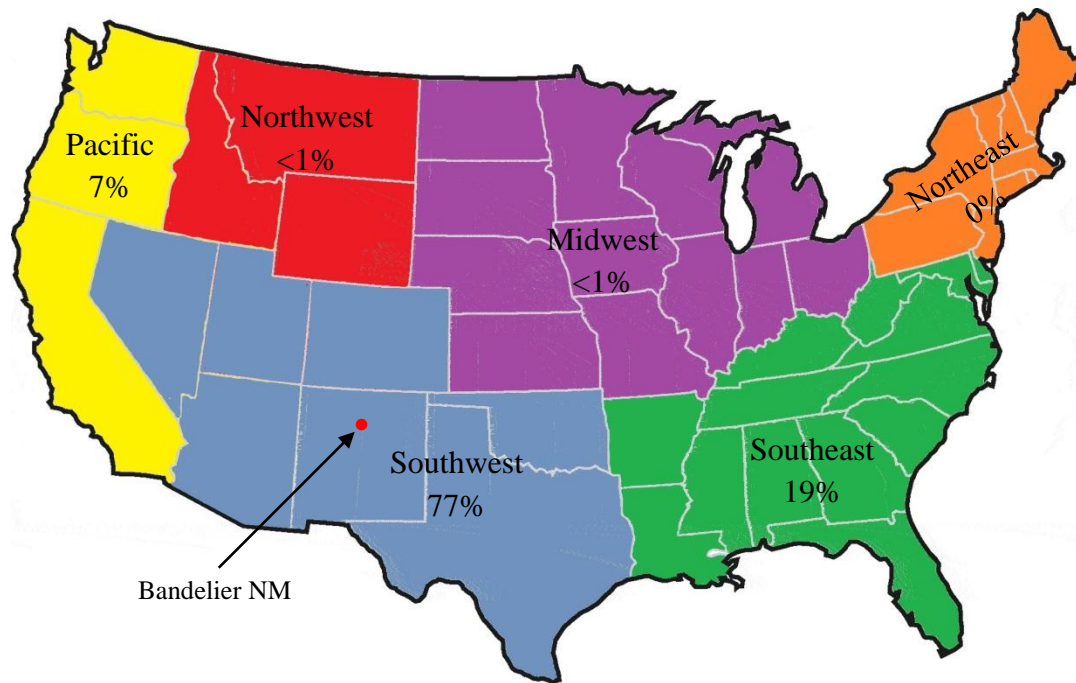 Northwest
<1%
Pacific
7%
Northeast
0%
Midwest
<1%
Southwest
77%
Southeast
19%
Bandelier NM